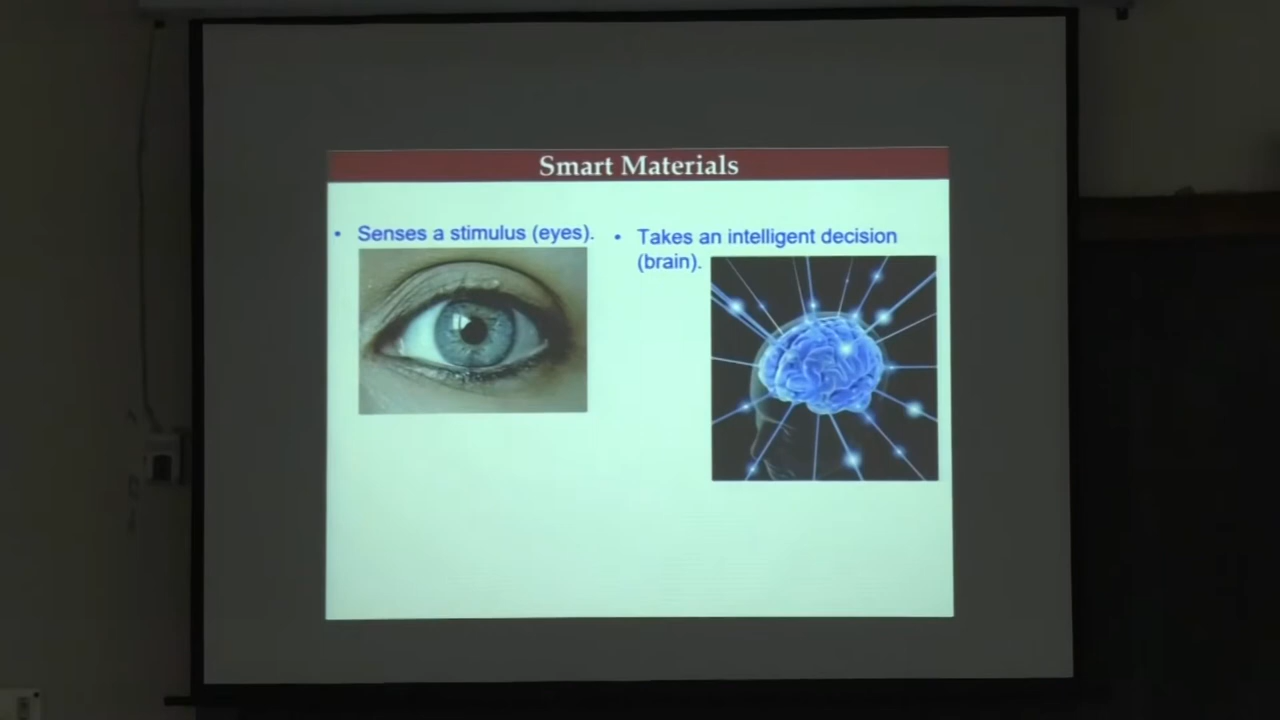 Smart Materials
• Senses a stimulus (eyes).
• Takes an intelligent decision
(brain).